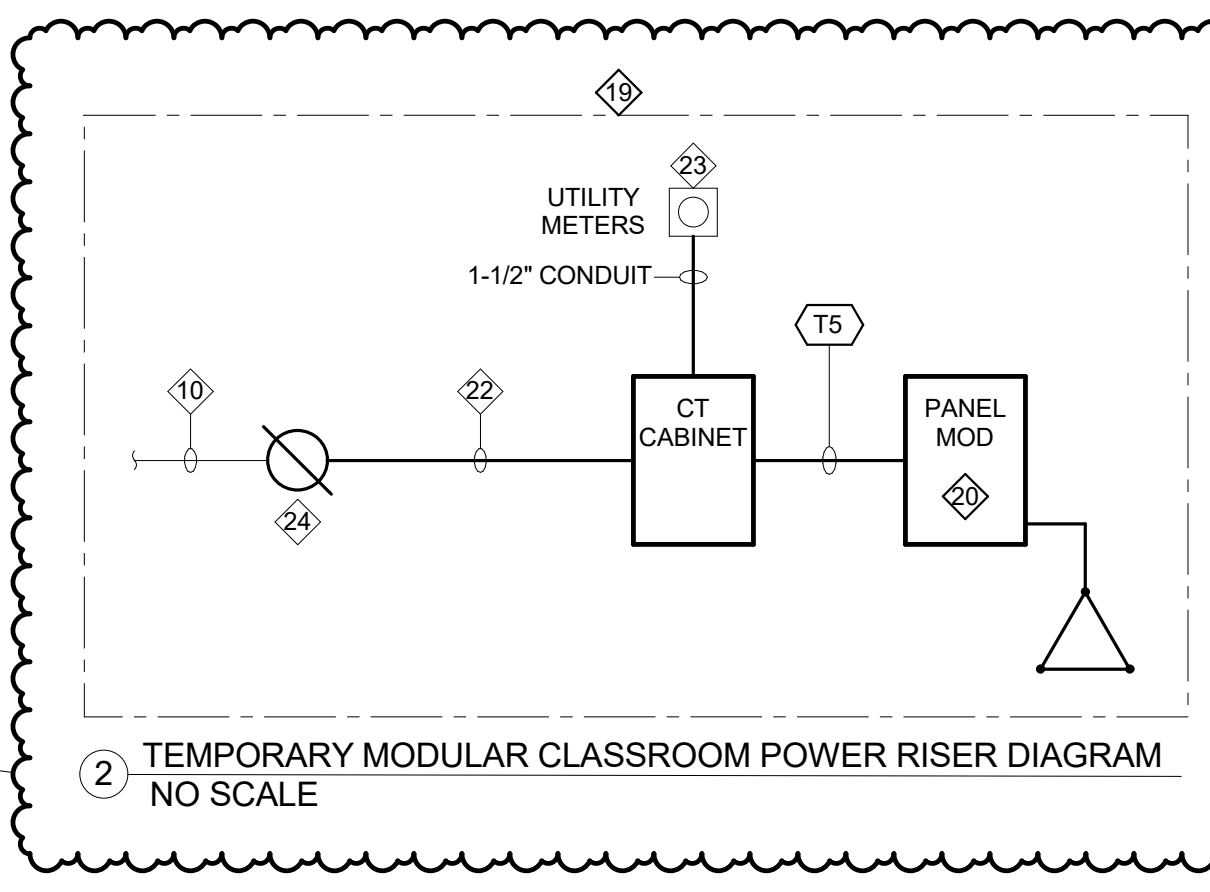 19
23
UTILITY
METERS
1-1/2" CONDUIT
T5
10
22
CT
CABINET
PANEL
MOD
20
24
2
TEMPORARY MODULAR CLASSROOM POWER RISER DIAGRAM
NO SCALE